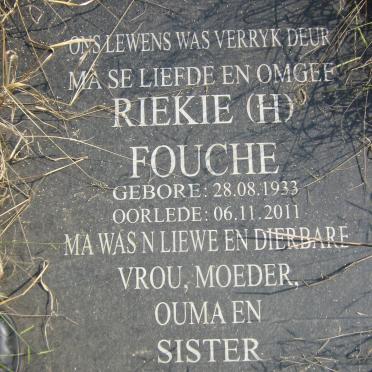 ONS LEWENS WAS VERRYK DEUR
MA SE LIEFDE EN OMGEE
RIEKIE (H)
FOUCHE
GEBORE: 28.08.1933
OORLEDE: 06.11.2011
MA WAS N LIEWE EN DIERBARE
VROU, MOEDER,
OUMA EN
SISTER